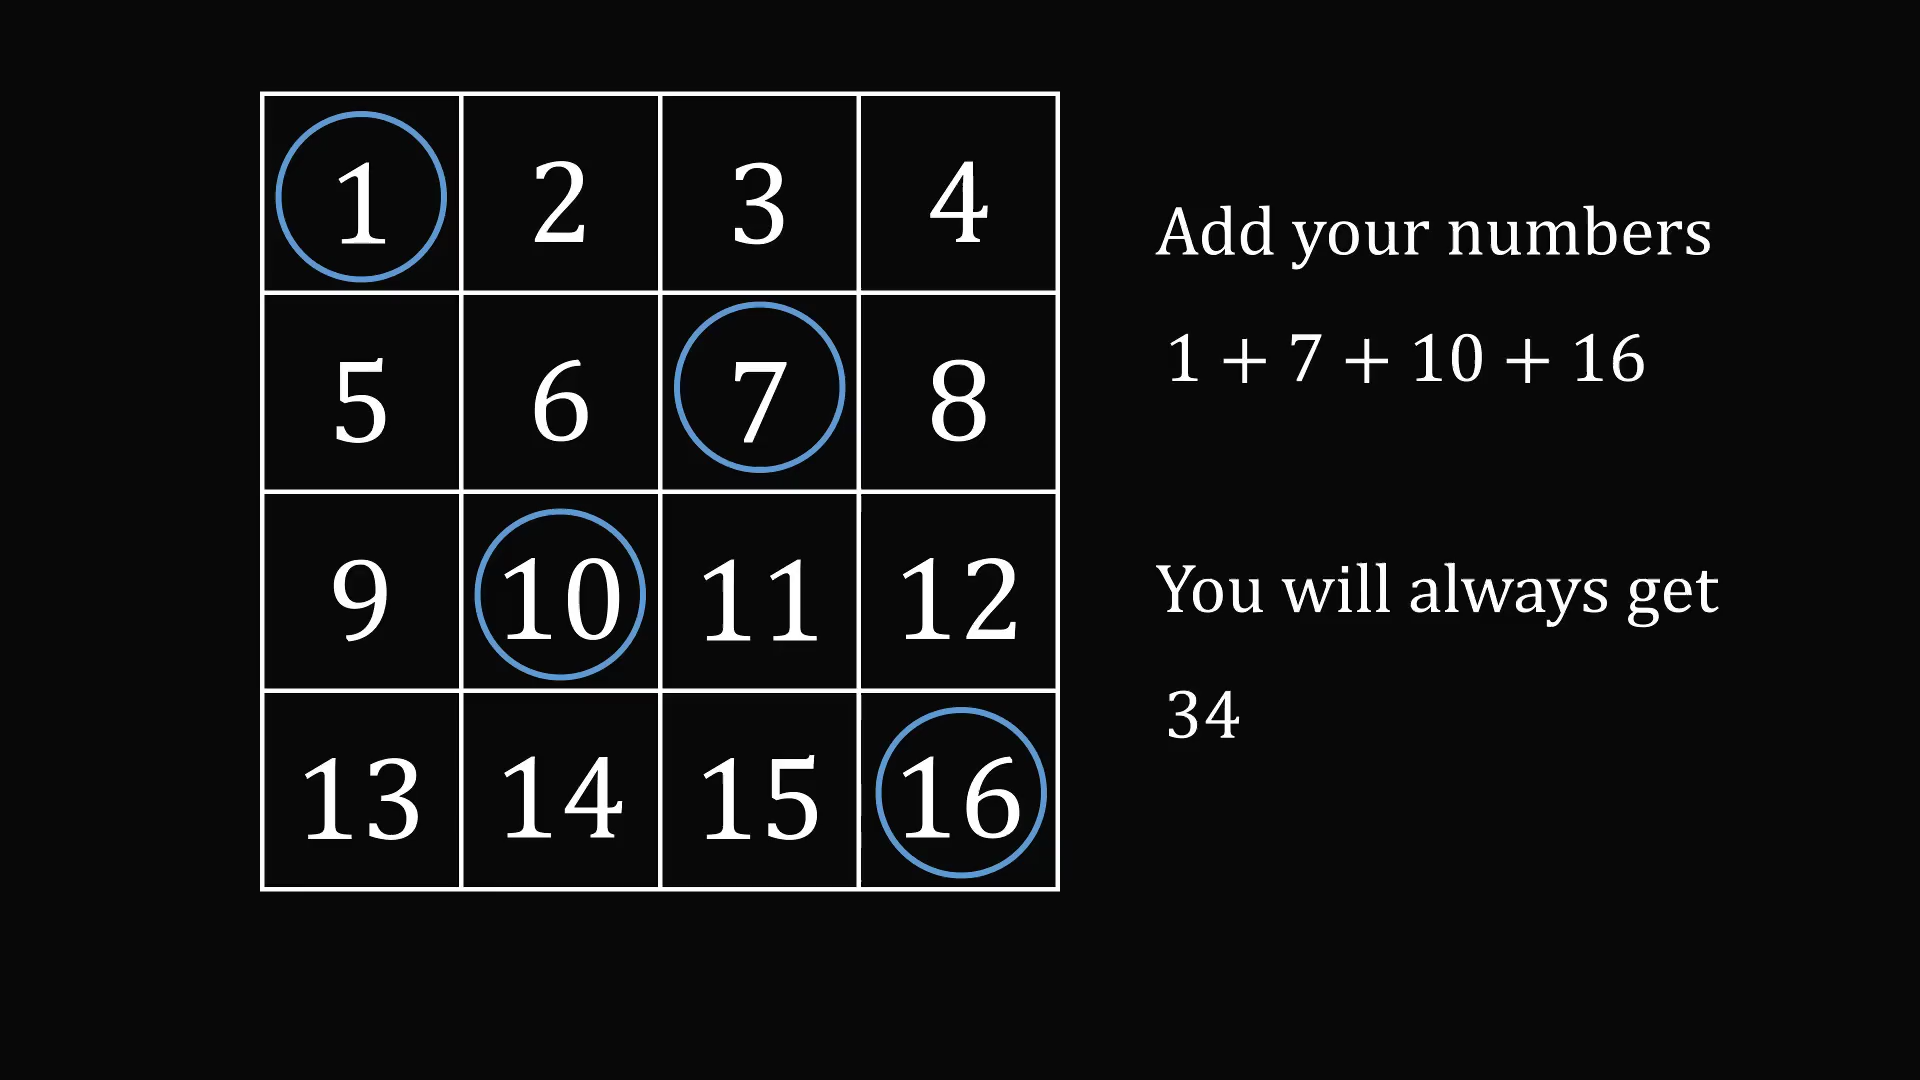 1 2 3 4
5 6 7 8
9 10 11 12
13 14 15 16
Add your numbers
1 + 7 + 10 + 16
You will always get
34